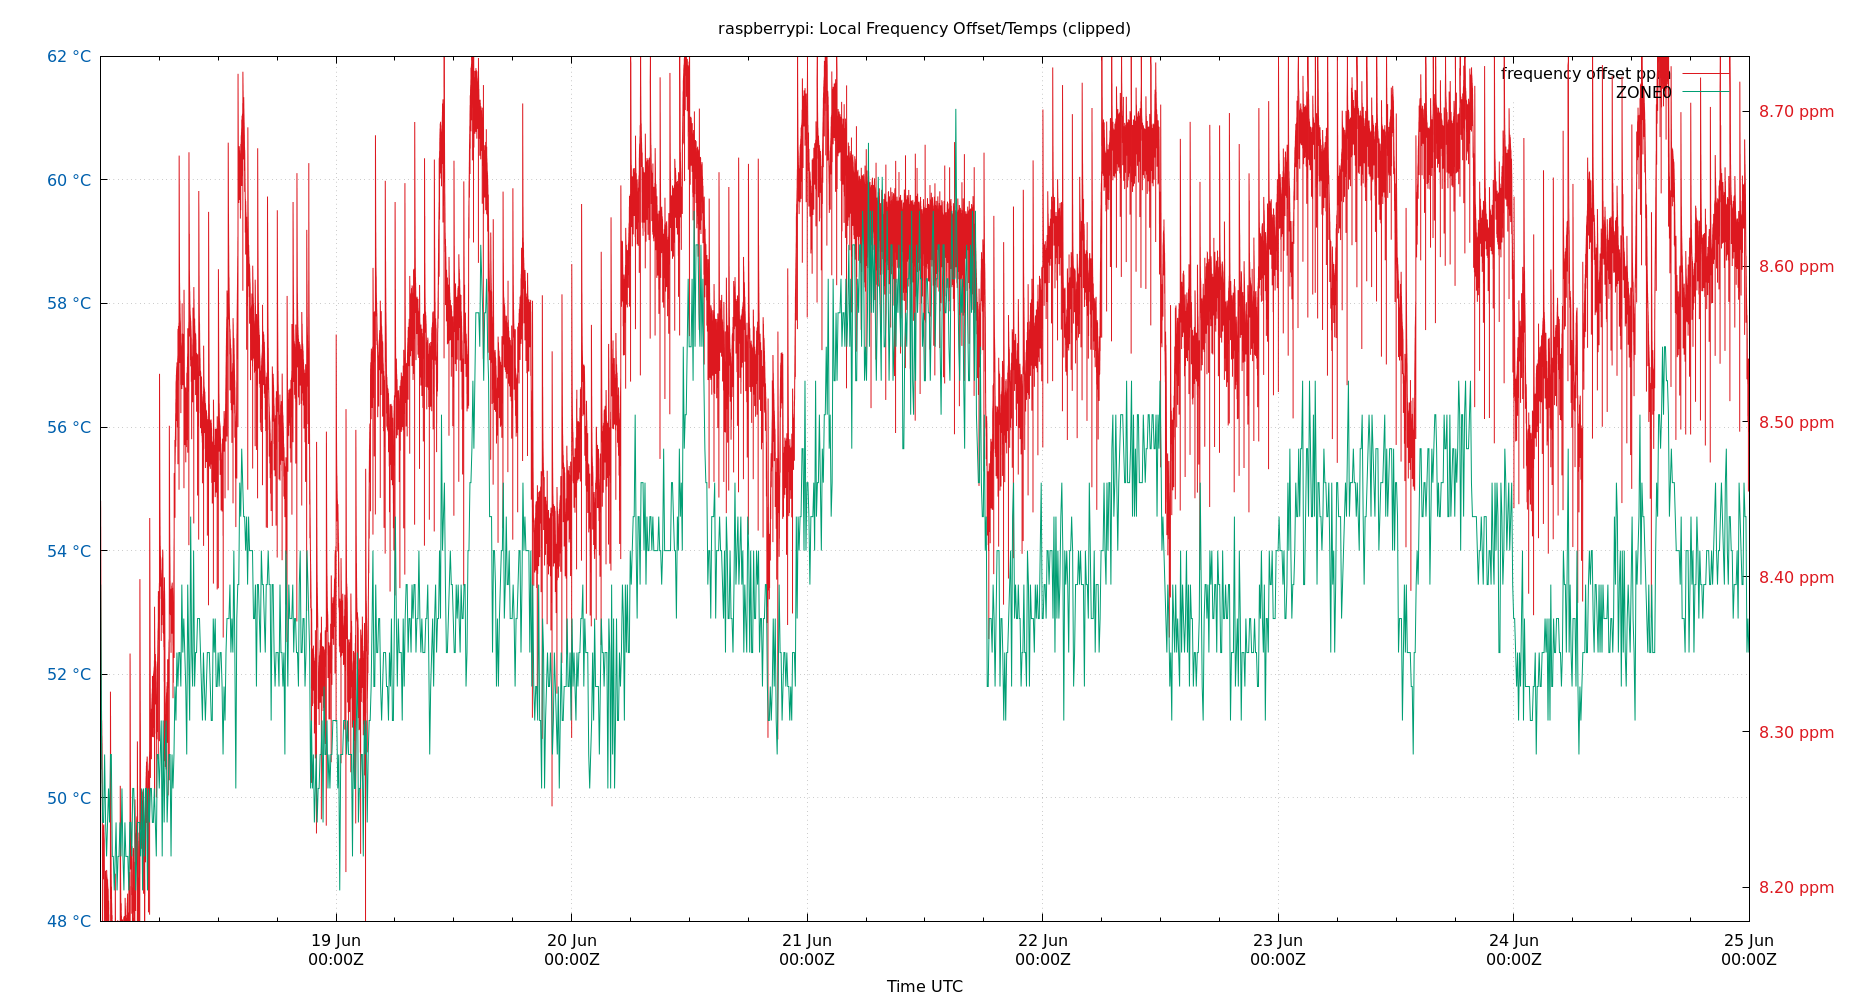 raspberrypi: Local Frequency Offset/Temps (clipped)
62 °C
60 °C
58 °C
56 °C
54 °C
52 °C
50 °C
48 °C
frequency offset ppm
ZONE0
8.70 ppm
8.60 ppm
8.50 ppm
8.40 ppm
8.30 ppm
8.20 ppm
19 Jun 20 Jun 21 Jun 22 Jun 23 Jun 24 Jun 25 Jun
00:00Z 00:00Z 00:00Z 00:00Z 00:00Z 00:00Z 00:00Z
Time UTC